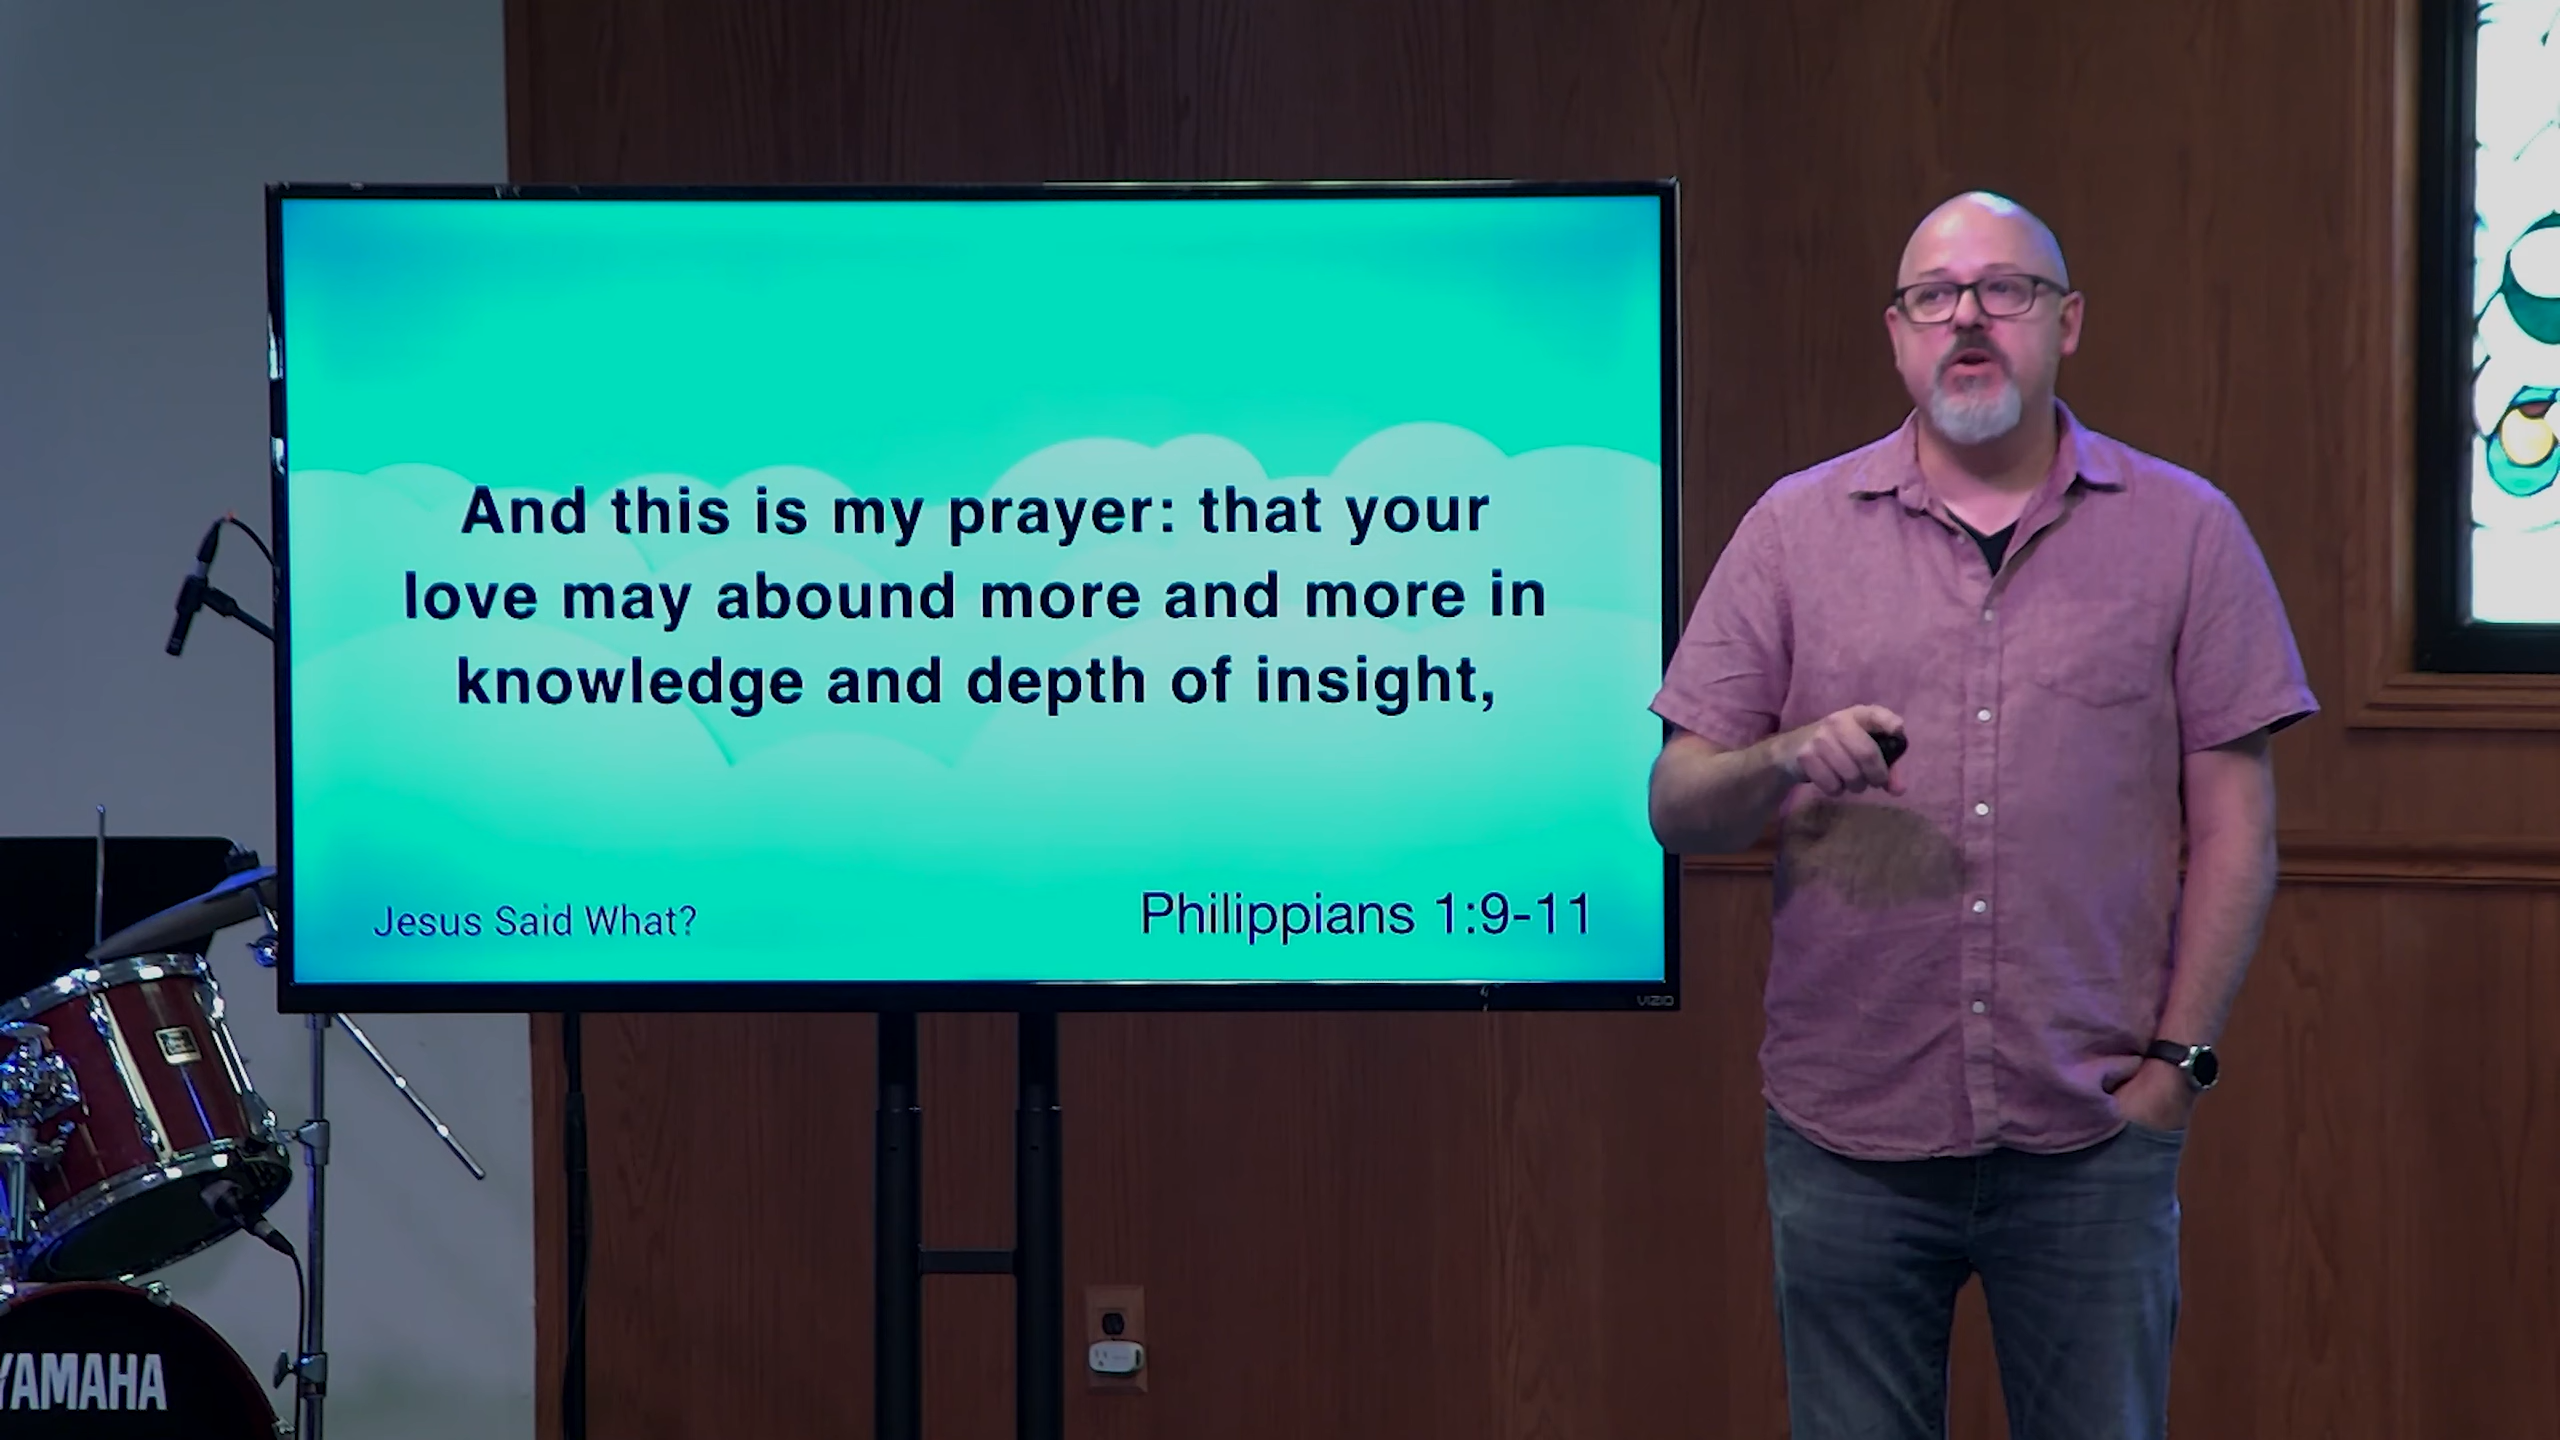 And this is my prayer: that your
love may abound more and more in
knowledge and depth of insight,
Jesus Said What?
Philippians 1:9-11
VIZIO
YAMAHA